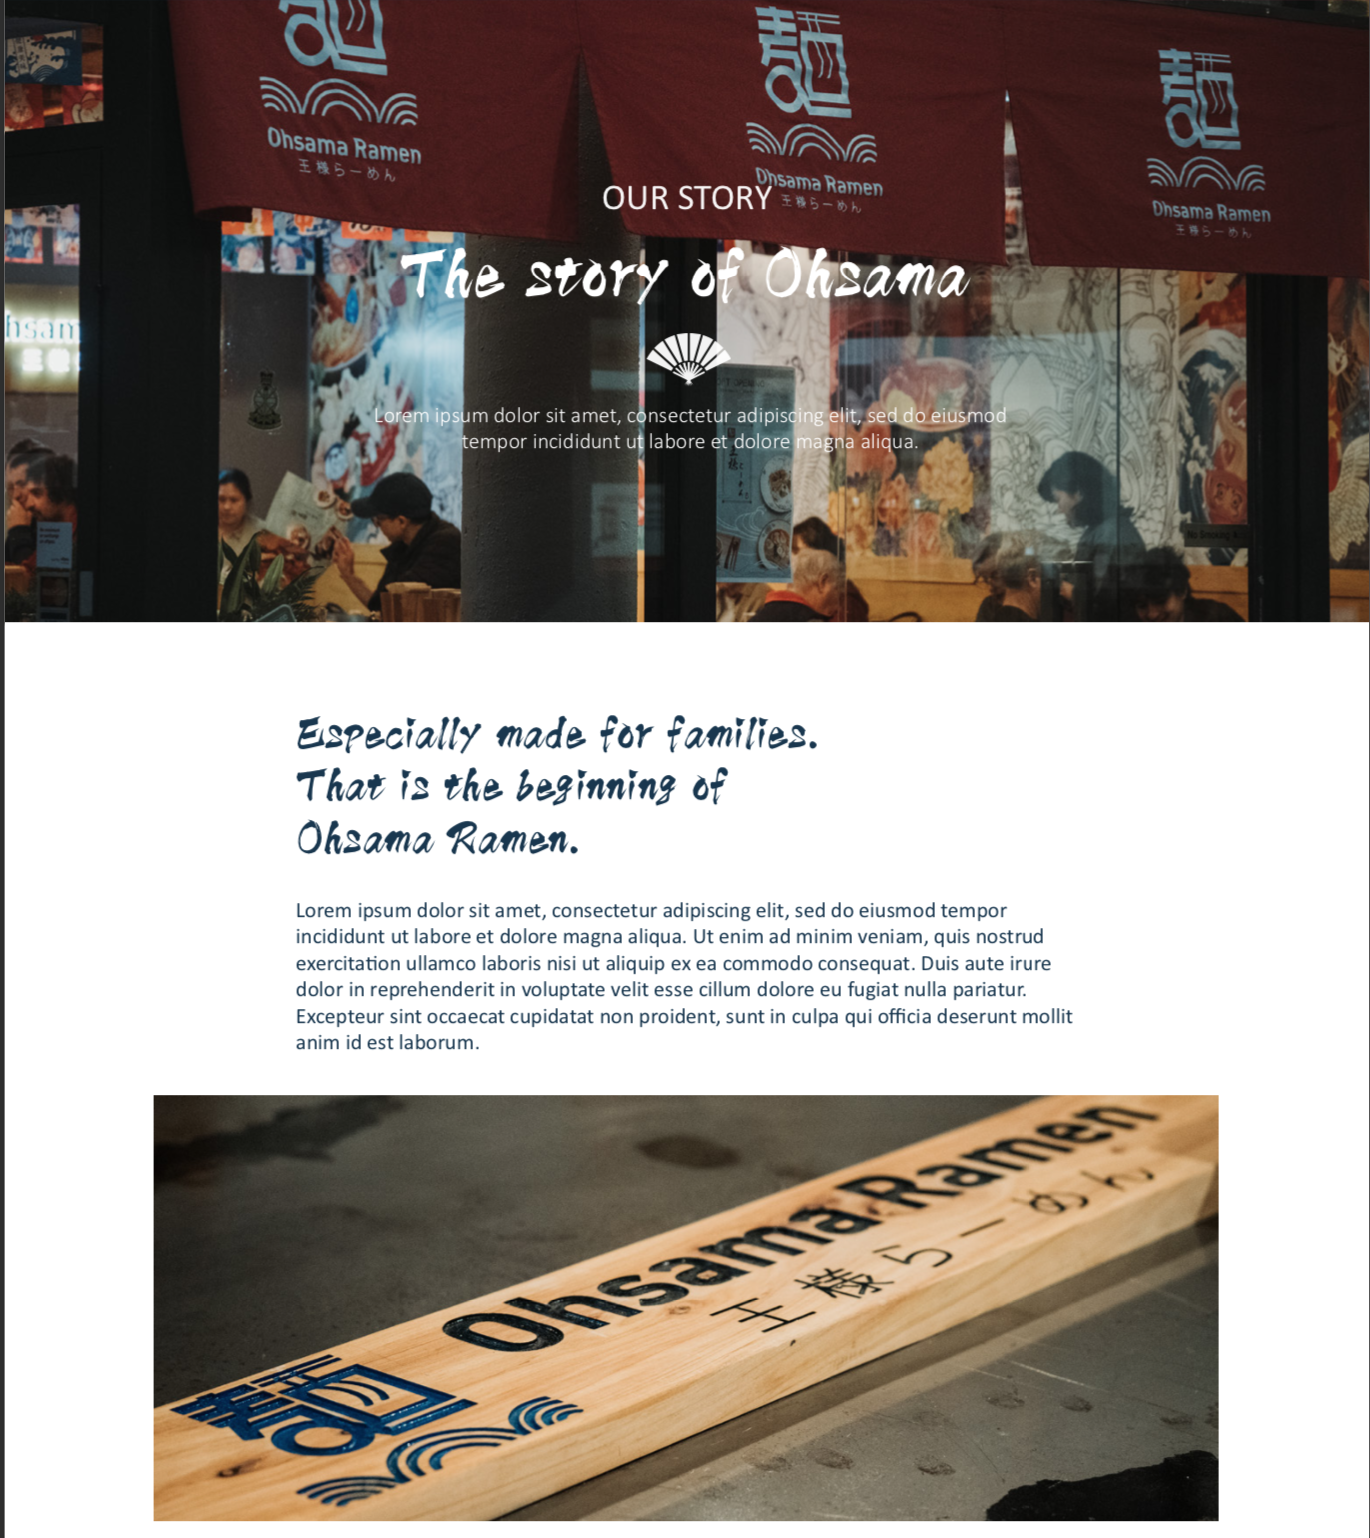 Ohsama Ramen
王様らーめん
Ohsama Ramen
王様らーめん
Ohsama Ramen
王様らーめん
OUR STORY
The story of Ohsama
Lorem ipsum dolor sit amet, consectetur adipiscing elit, sed do eiusmod
tempor incididunt ut labore et dolore magna aliqua.
Especially made for families.
That is the beginning of
Ohsama Ramen.
Lorem ipsum dolor sit amet, consectetur adipiscing elit, sed do eiusmod tempor
incididunt ut labore et dolore magna aliqua. Ut enim ad minim veniam, quis nostrud
exercitation ullamco laboris nisi ut aliquip ex ea commodo consequat. Duis aute irure
dolor in reprehenderit in voluptate velit esse cillum dolore eu fugiat nulla pariatur.
Excepteur sint occaecat cupidatat non proident, sunt in culpa qui officia deserunt mollit
anim id est laborum.
Ohsama Ramen
王様らーめん